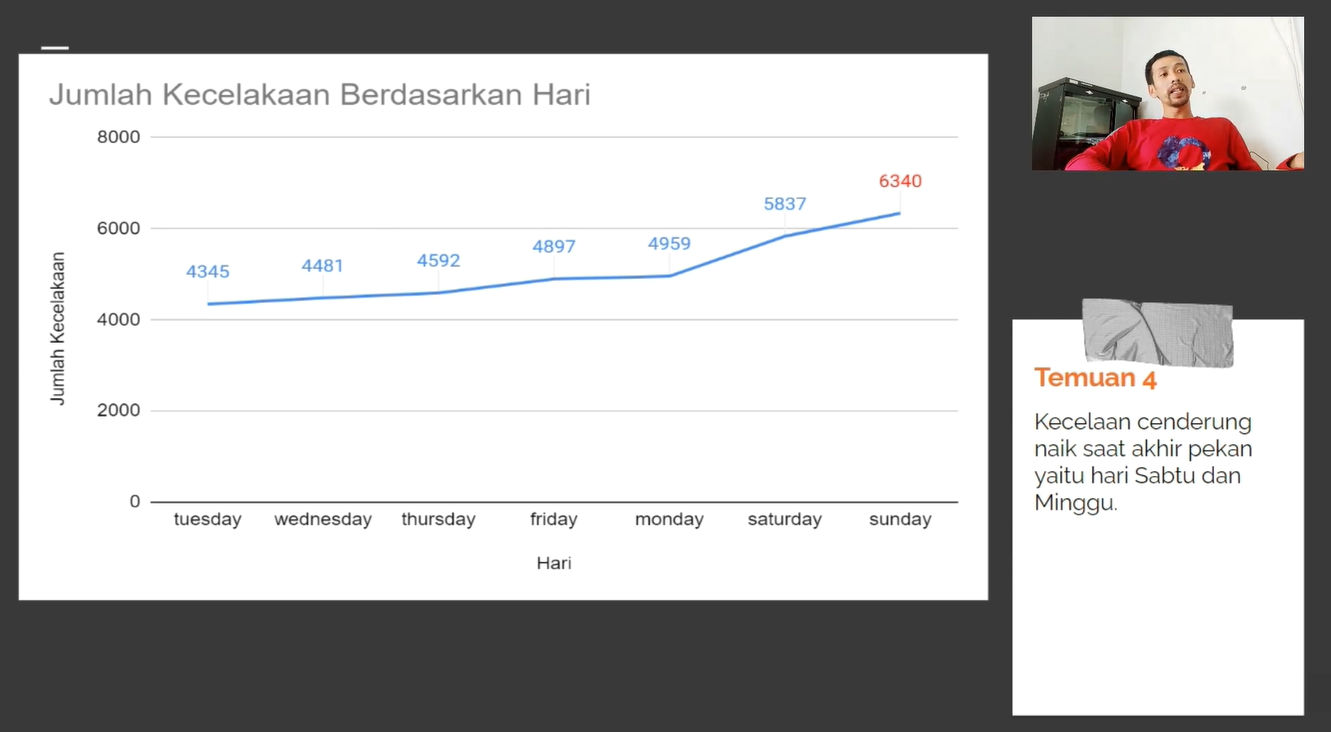 Jumlah Kecelakaan Berdasarkan Hari
8000
6000
4000
2000
0
Jumlah Kecelakaan
4345
4481
4592
4897
4959
5837
6340
tuesday wednesday thursday friday monday saturday sunday
Hari
Temuan 4
Kecelaan cenderung
naik saat akhir pekan
yaitu hari Sabtu dan
Minggu.